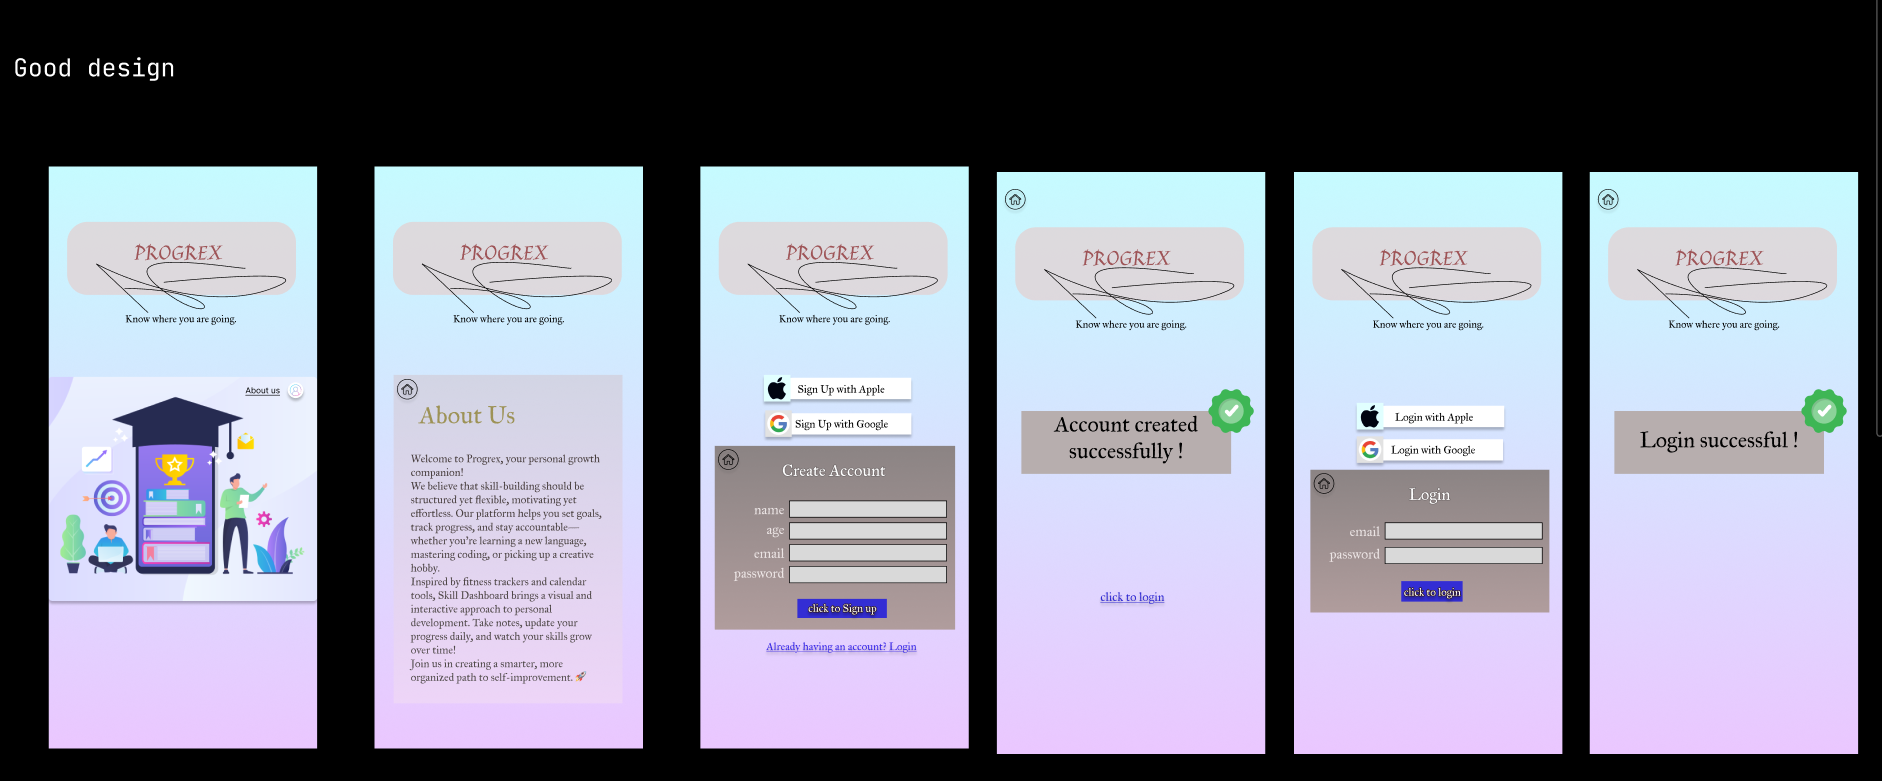 Good design
PROGREX
Know where you are going.
About us
PROGREX
Know where you are going.
About Us
Welcome to Progrex, your personal growth
companion!
We believe that skill-building should be
structured yet flexible, motivating yet
effortless. Our platform helps you set goals,
track progress, and stay accountable—
whether you're learning a new language,
mastering coding, or picking up a creative
hobby.
Inspired by fitness trackers and calendar
tools, Skill Dashboard brings a visual and
interactive approach to personal
development. Take notes, update your
progress daily, and watch your skills grow
over time!
Join us in creating a smarter, more
organized path to self-improvement. 🚀
PROGREX
Know where you are going.
Sign Up with Apple
Sign Up with Google
Create Account
name
age
email
password
click to Sign up
Already having an account? Login
PROGREX
Know where you are going.
Account created
successfully !
click to login
PROGREX
Know where you are going.
Login with Apple
Login with Google
Login
email
password
click to login
PROGREX
Know where you are going.
Login successful !